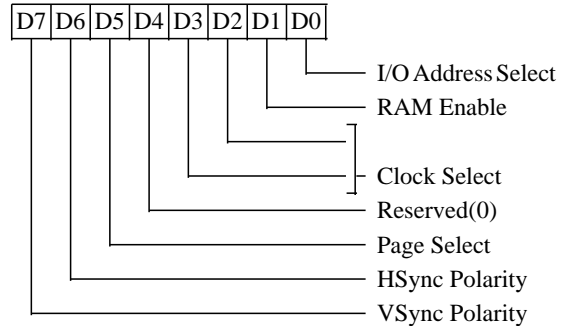 D7 D6 D5 D4 D3 D2 D1 D0
I/O Address Select
RAM Enable
Clock Select
Reserved(0)
Page Select
HSync Polarity
VSync Polarity